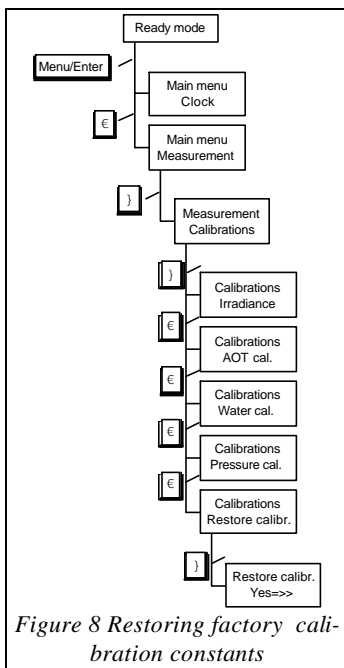 Ready mode
Menu/Enter
Main menu
Clock
€
Main menu
Measurement
}
Measurement
Calibrations
}
Calibrations
Irradiance
€
Calibrations
AOT cal.
€
Calibrations
Water cal.
€
Calibrations
Pressure cal.
€
Calibrations
Restore calibr.
}
Restore calibr.
Yes=>>
Figure 8 Restoring factory cali-
bration constants